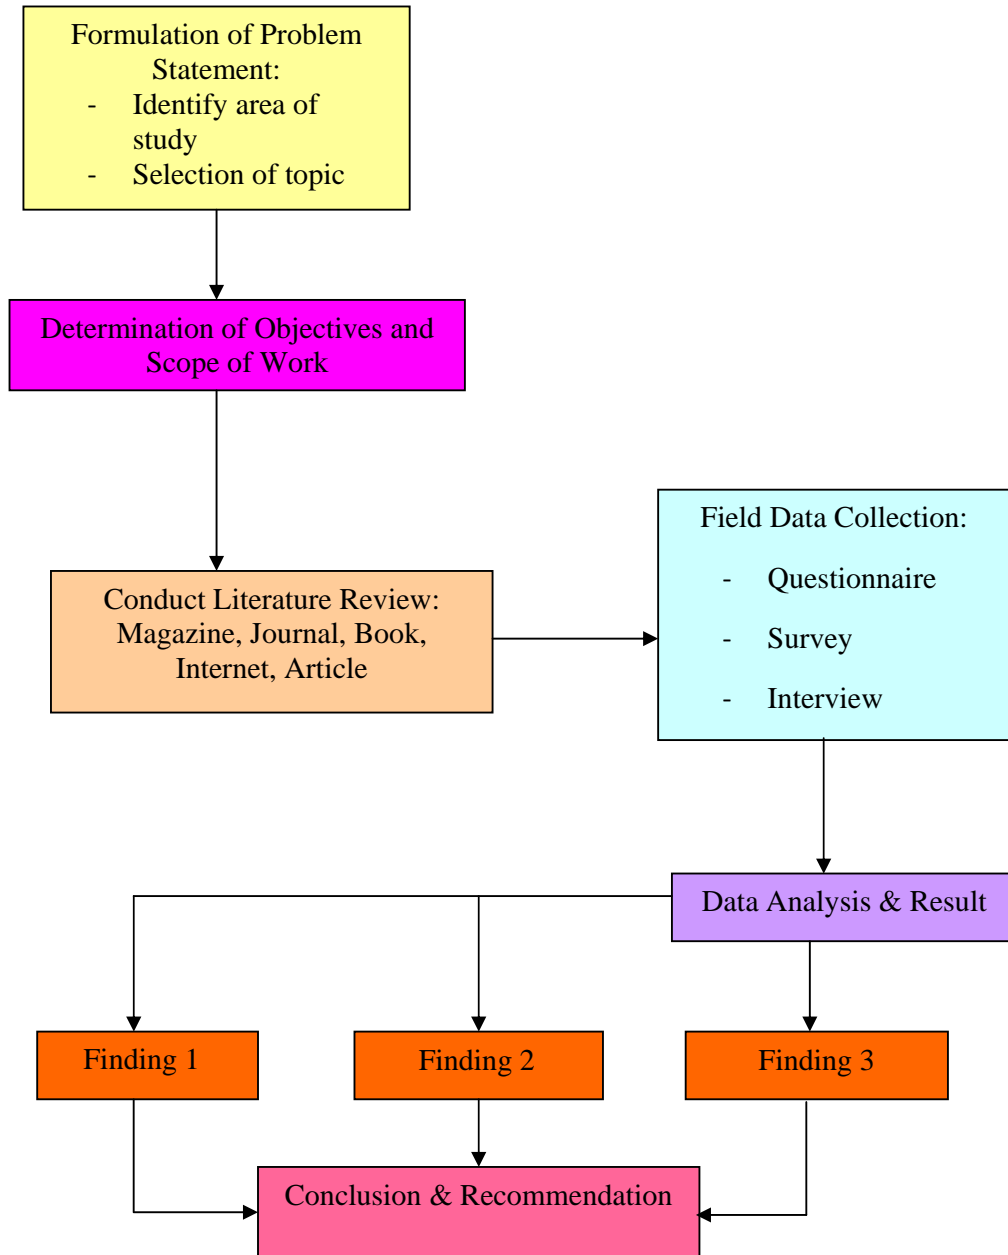 Formulation of Problem
Statement:
- Identify area of
study
- Selection of topic
Determination of Objectives and
Scope of Work
Conduct Literature Review:
Magazine, Journal, Book,
Internet, Article
Field Data Collection:
- Questionnaire
- Survey
- Interview
Data Analysis & Result
Finding 1
Finding 2
Finding 3
Conclusion & Recommendation